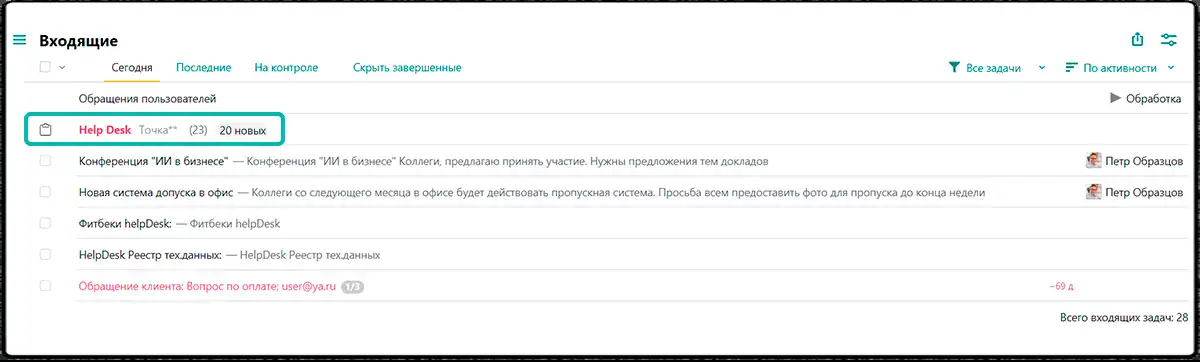 Входящие
Сегодня Последние На контроле Скрыть завершенные Все задачи По активности
Обращения пользователей Обработка
Help Desk Точка** (23) 20 новых
Конференция "ИИ в бизнесе" — Конференция "ИИ в бизнесе" Коллеги, предлагаю принять участие. Нужны предложения тем докладов Петр Образцов
Новая система допуска в офис — Коллеги со следующего месяца в офисе будет действовать пропускная система. Просьба всем предоставить фото для пропуска до конца недели Петр Образцов
Фитбеки helpDesk: — Фитбеки helpDesk
HelpDesk Реестр тех.данных: — HelpDesk Реестр тех.данных
Обращение клиента: Вопрос по оплате; user@ya.ru 1/3 −69 д
Всего входящих задач: 28